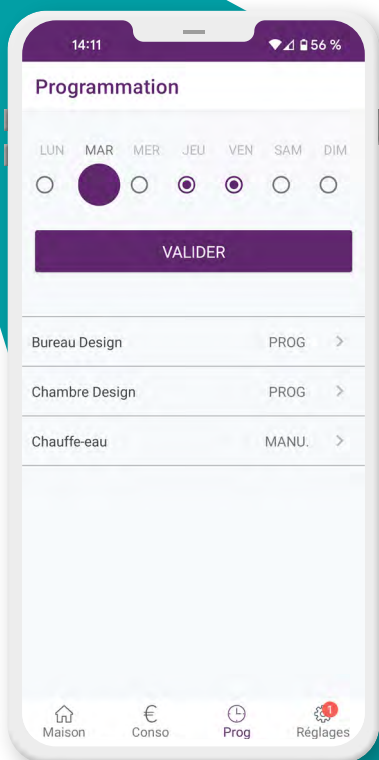 14:11 56 %
Programmation
LUN MAR MER JEU VEN SAM DIM
VALIDER
Bureau Design PROG >
Chambre Design PROG >
Chauffe-eau MANU. >
1
Maison € Conso Prog Réglages